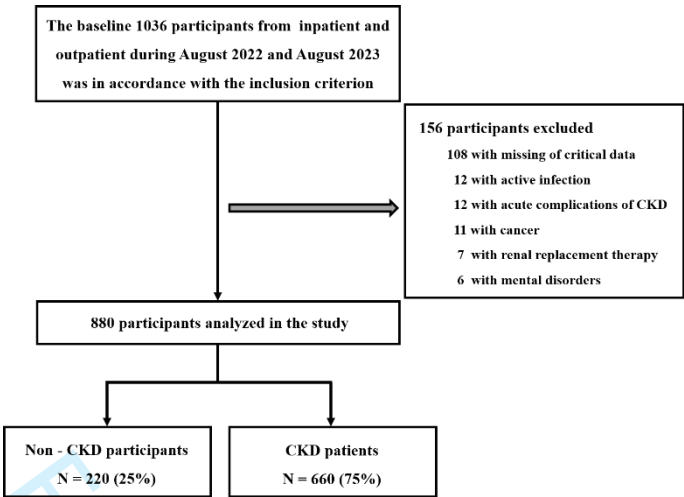 The baseline 1036 participants from inpatient and
outpatient during August 2022 and August 2023
was in accordance with the inclusion criterion
156 participants excluded
108 with missing of critical data
12 with active infection
12 with acute complications of CKD
11 with cancer
7 with renal replacement therapy
6 with mental disorders
880 participants analyzed in the study
Non - CKD participants
N = 220 (25%)
CKD patients
N = 660 (75%)